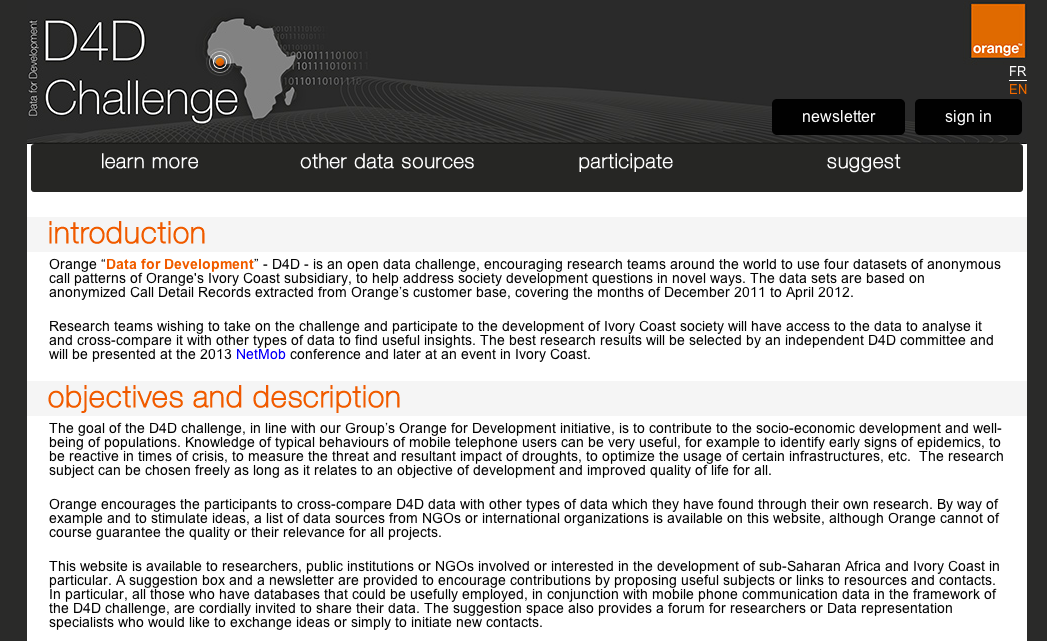 Data for Development
D4D
Challenge
orange™
FR
EN
newsletter
sign in
learn more
other data sources
participate
suggest
introduction
Orange “Data for Development” - D4D - is an open data challenge, encouraging research teams around the world to use four datasets of anonymous
call patterns of Orange's Ivory Coast subsidiary, to help address society development questions in novel ways. The data sets are based on
anonymized Call Detail Records extracted from Orange’s customer base, covering the months of December 2011 to April 2012.
Research teams wishing to take on the challenge and participate to the development of Ivory Coast society will have access to the data to analyse it
and cross-compare it with other types of data to find useful insights. The best research results will be selected by an independent D4D committee and
will be presented at the 2013 NetMob conference and later at an event in Ivory Coast.
objectives and description
The goal of the D4D challenge, in line with our Group’s Orange for Development initiative, is to contribute to the socio-economic development and well-
being of populations. Knowledge of typical behaviours of mobile telephone users can be very useful, for example to identify early signs of epidemics, to
be reactive in times of crisis, to measure the threat and resultant impact of droughts, to optimize the usage of certain infrastructures, etc.  The research
subject can be chosen freely as long as it relates to an objective of development and improved quality of life for all.
Orange encourages the participants to cross-compare D4D data with other types of data which they have found through their own research. By way of
example and to stimulate ideas, a list of data sources from NGOs or international organizations is available on this website, although Orange cannot of
course guarantee the quality or their relevance for all projects.
This website is available to researchers, public institutions or NGOs involved or interested in the development of sub-Saharan Africa and Ivory Coast in
particular. A suggestion box and a newsletter are provided to encourage contributions by proposing useful subjects or links to resources and contacts.
In particular, all those who have databases that could be usefully employed, in conjunction with mobile phone communication data in the framework of
the D4D challenge, are cordially invited to share their data. The suggestion space also provides a forum for researchers or Data representation
specialists who would like to exchange ideas or simply to initiate new contacts.